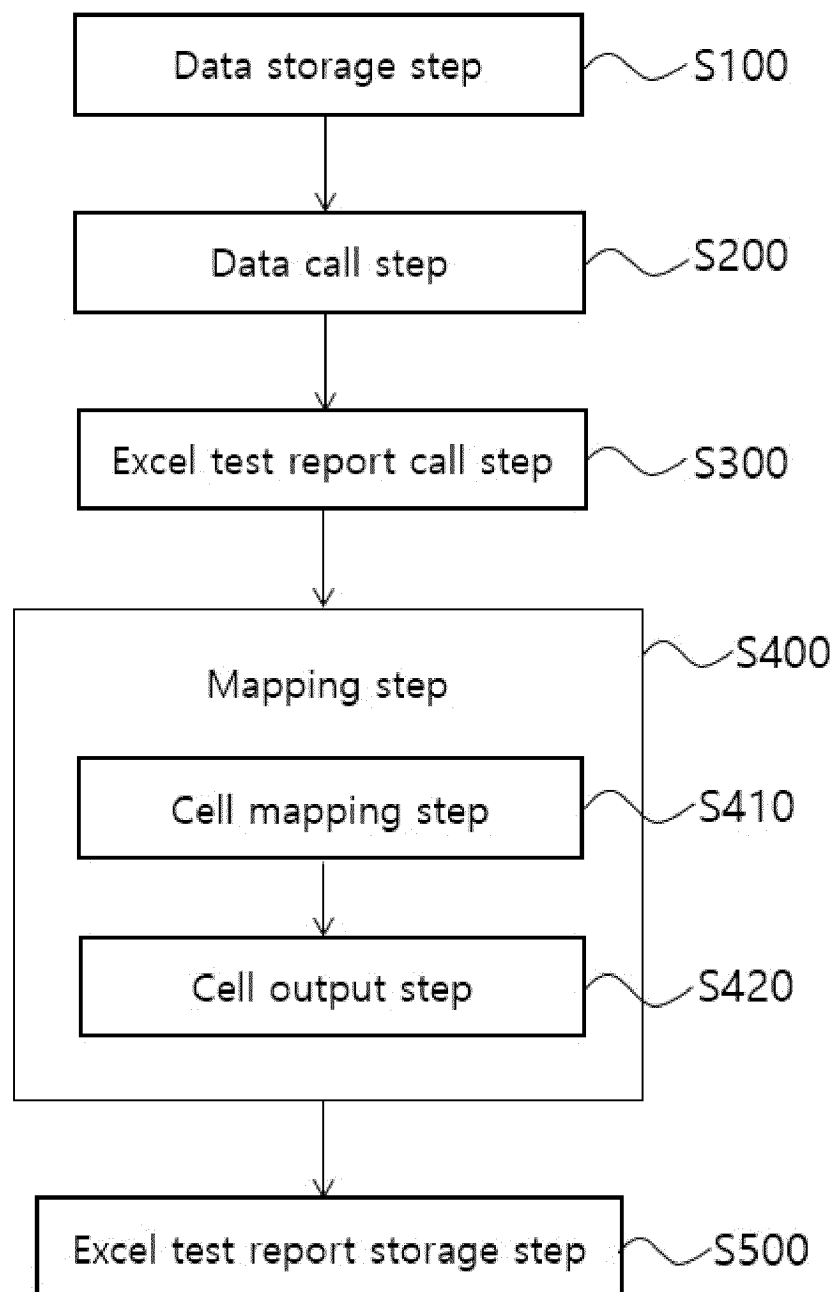 Data storage step
S100
Data call step
S200
Excel test report call step
S300
Mapping step
S400
Cell mapping step
S410
Cell output step
S420
Excel test report storage step
S500